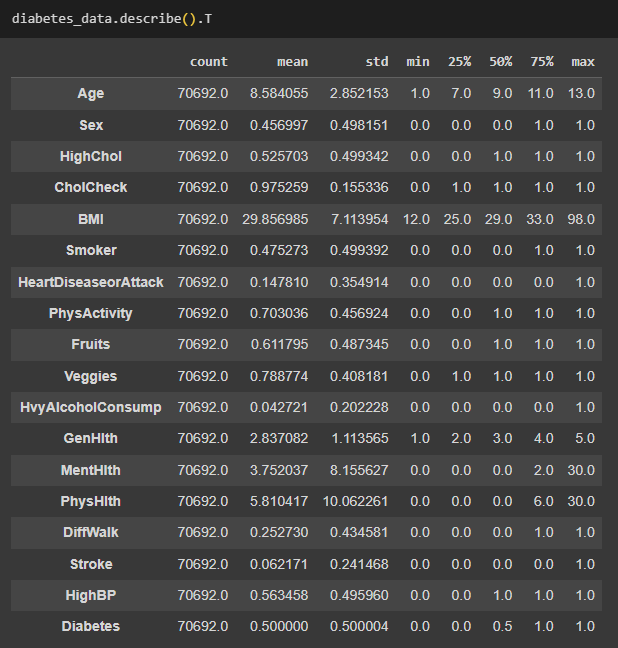 diabetes_data.describe().T
count mean std min 25% 50% 75% max
Age 70692.0 8.584055 2.852153 1.0 7.0 9.0 11.0 13.0
Sex 70692.0 0.456997 0.498151 0.0 0.0 0.0 1.0 1.0
HighChol 70692.0 0.525703 0.499342 0.0 0.0 1.0 1.0 1.0
CholCheck 70692.0 0.975259 0.155336 0.0 1.0 1.0 1.0 1.0
BMI 70692.0 29.856985 7.113954 12.0 25.0 29.0 33.0 98.0
Smoker 70692.0 0.475273 0.499392 0.0 0.0 0.0 1.0 1.0
HeartDiseaseorAttack 70692.0 0.147810 0.354914 0.0 0.0 0.0 0.0 1.0
PhysActivity 70692.0 0.703036 0.456924 0.0 0.0 1.0 1.0 1.0
Fruits 70692.0 0.611795 0.487345 0.0 0.0 1.0 1.0 1.0
Veggies 70692.0 0.788774 0.408181 0.0 1.0 1.0 1.0 1.0
HvyAlcoholConsump 70692.0 0.042721 0.202228 0.0 0.0 0.0 0.0 1.0
GenHlth 70692.0 2.837082 1.113565 1.0 2.0 3.0 4.0 5.0
MentHlth 70692.0 3.752037 8.155627 0.0 0.0 0.0 2.0 30.0
PhysHlth 70692.0 5.810417 10.062261 0.0 0.0 0.0 6.0 30.0
DiffWalk 70692.0 0.252730 0.434581 0.0 0.0 0.0 1.0 1.0
Stroke 70692.0 0.062171 0.241468 0.0 0.0 0.0 0.0 1.0
HighBP 70692.0 0.563458 0.495960 0.0 0.0 1.0 1.0 1.0
Diabetes 70692.0 0.500000 0.500004 0.0 0.0 0.5 1.0 1.0